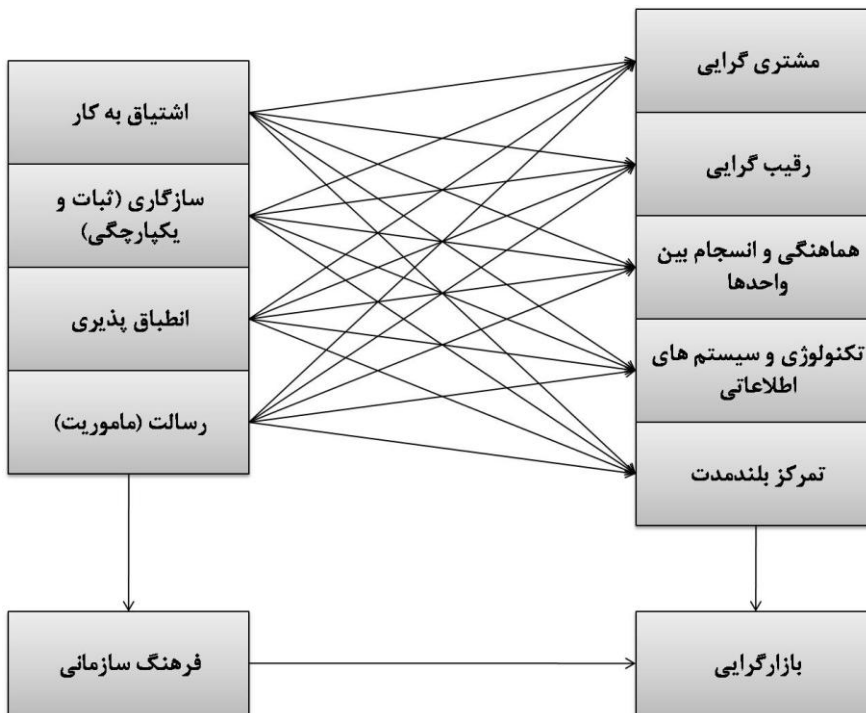 اشتیاق به کار
سازگاری (ثبات و
یکپارچگی)
انطباق پذیری
رسالت (ماموریت)
فرهنگ سازمانی
مشتری گرایی
رقیب گرایی
هماهنگی و انسجام بین
واحدها
تکنولوژی و سیستم های
اطلاعاتی
تمرکز بلندمدت
بازارگرایی